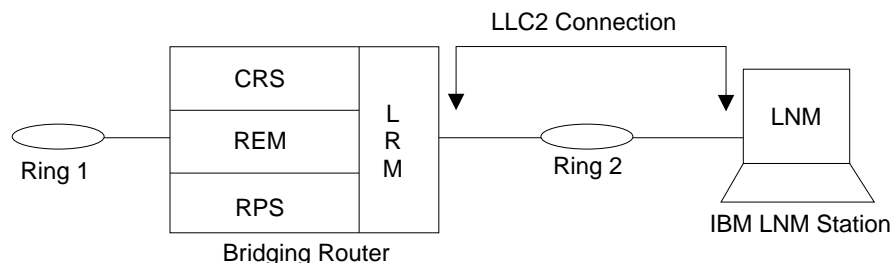 LLC2 Connection
CRS
REM
RPS
L
R
M
LNM
Ring 1
Ring 2
IBM LNM Station
Bridging Router